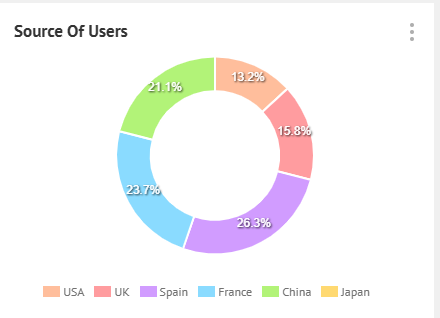 Source Of Users
13.2%
21.1%
15.8%
23.7%
26.3%
USA UK Spain France China Japan